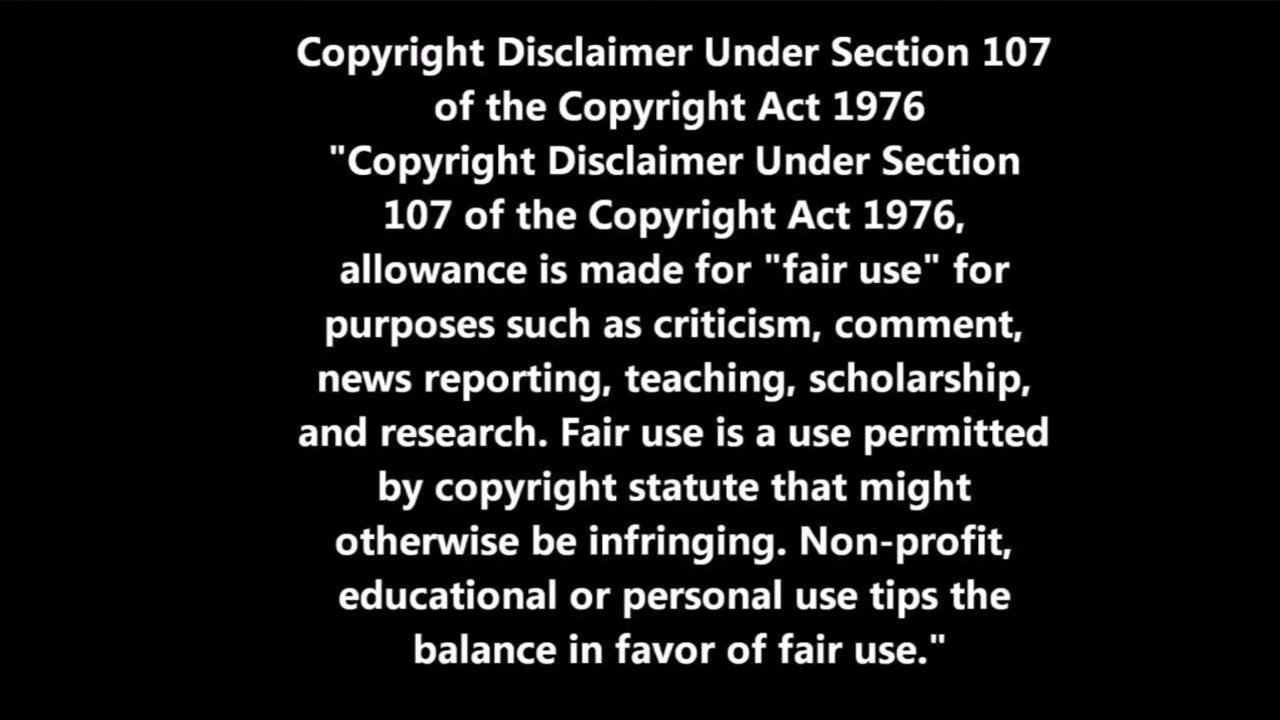 Copyright Disclaimer Under Section 107
of the Copyright Act 1976
"Copyright Disclaimer Under Section
107 of the Copyright Act 1976,
allowance is made for "fair use" for
purposes such as criticism, comment,
news reporting, teaching, scholarship,
and research. Fair use is a use permitted
by copyright statute that might
otherwise be infringing. Non-profit,
educational or personal use tips the
balance in favor of fair use."